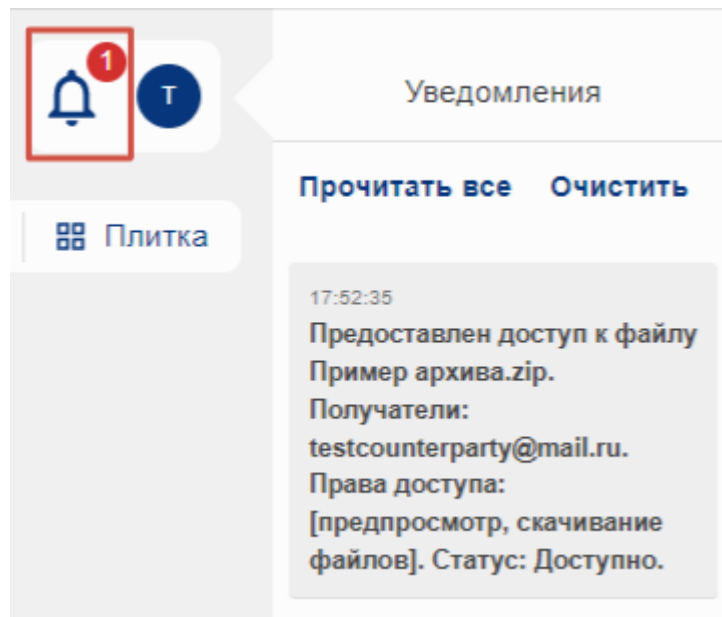 1
Т
Уведомления
Прочитать все Очистить
Плитка
17:52:35
Предоставлен доступ к файлу
Пример архива.zip.
Получатели:
testcounterparty@mail.ru.
Права доступа:
[предпросмотр, скачивание
файлов]. Статус: Доступно.